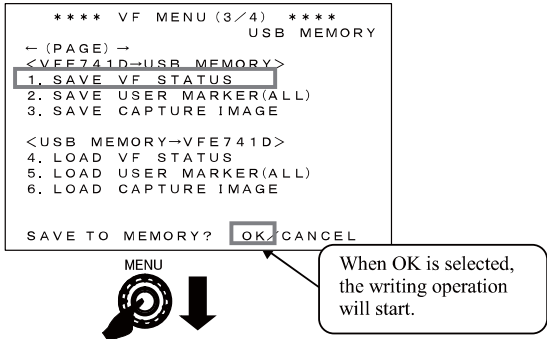 **** VF MENU(3/4) ****
USB MEMORY
←(PAGE)→
<VFE741D→USB MEMORY>
1. SAVE VF STATUS
2. SAVE USER MARKER(ALL)
3. SAVE CAPTURE IMAGE
<USB MEMORY→VFE741D>
4. LOAD VF STATUS
5. LOAD USER MARKER(ALL)
6. LOAD CAPTURE IMAGE
SAVE TO MEMORY? OK/CANCEL
When OK is selected,
the writing operation
will start.
MENU